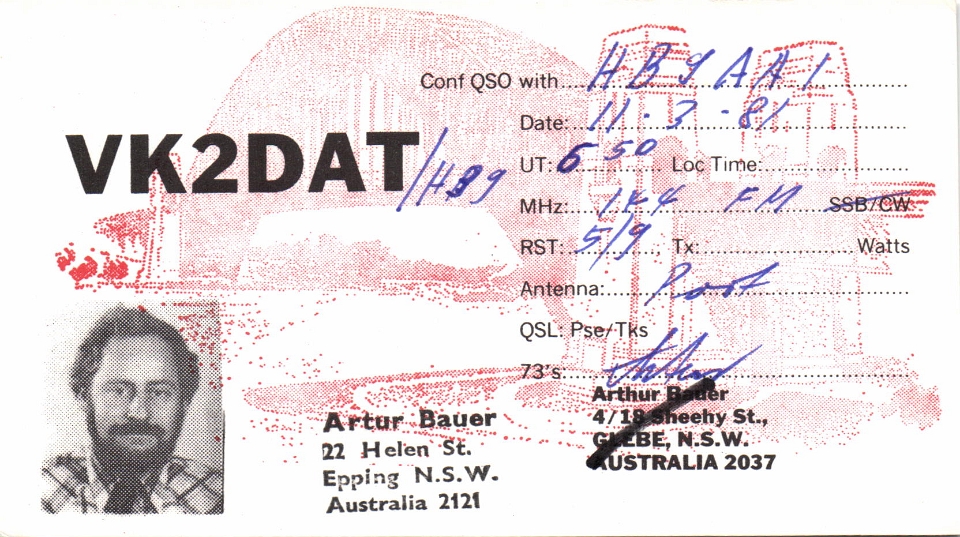 Conf QSO with HB9AAI
Date: 11-3-81
VK2DAT/HB9
UT: 650 Loc Time:
MHz: 144 FM SSB/CW
RST: 5/9 Tx: Watts
Antenna:
QSL: Pse/Tks
73's:
Arthur Bauer
4/18 Sheehy St.,
GLEBE, N.S.W.
AUSTRALIA 2037
Artur Bauer
22 Helen St.
Epping N.S.W.
Australia 2121